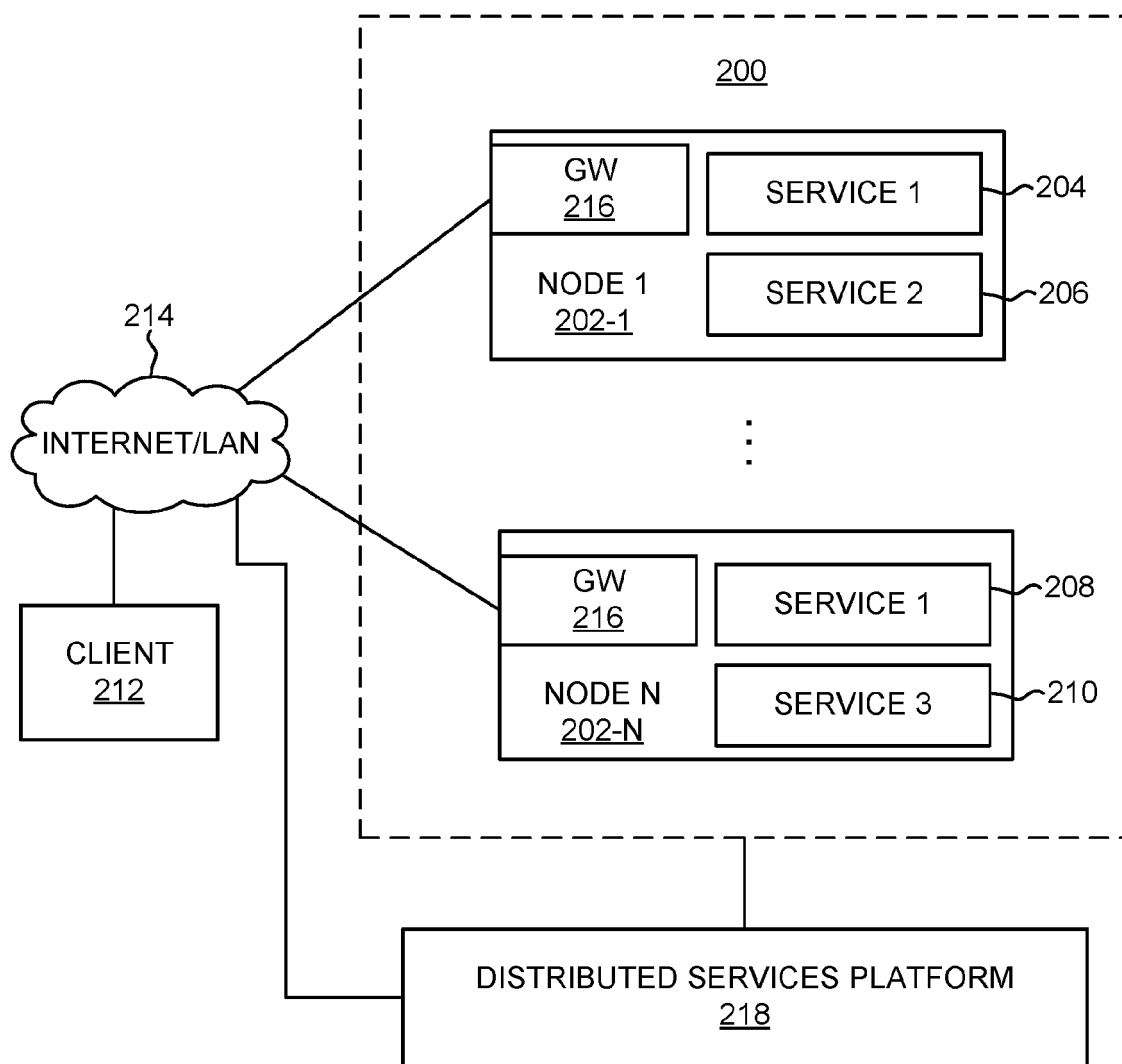 200
GW
216
SERVICE 1
204
NODE 1
202-1
SERVICE 2
206
214
INTERNET/LAN
GW
216
SERVICE 1
208
CLIENT
212
NODE N
202-N
SERVICE 3
210
DISTRIBUTED SERVICES PLATFORM
218